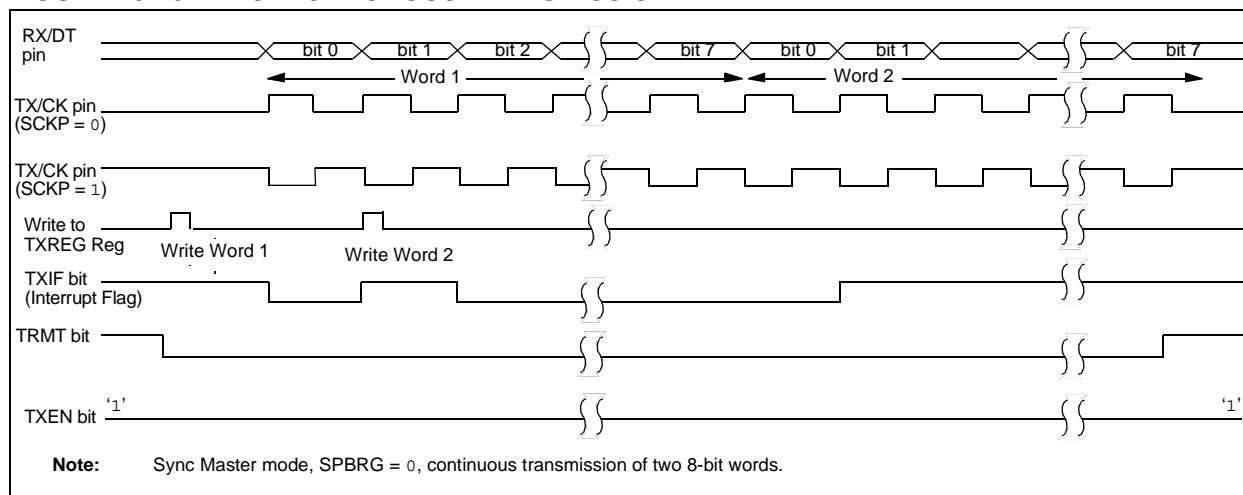 RX/DT
pin
bit 0
bit 1
bit 2
bit 7
bit 0
bit 1
bit 7
Word 1
Word 2
TX/CK pin
(SCKP = 0)
TX/CK pin
(SCKP = 1)
Write to
TXREG Reg
Write Word 1
Write Word 2
TXIF bit
(Interrupt Flag)
TRMT bit
TXEN bit
‘1’
‘1’
Note: Sync Master mode, SPBRG = 0, continuous transmission of two 8-bit words.